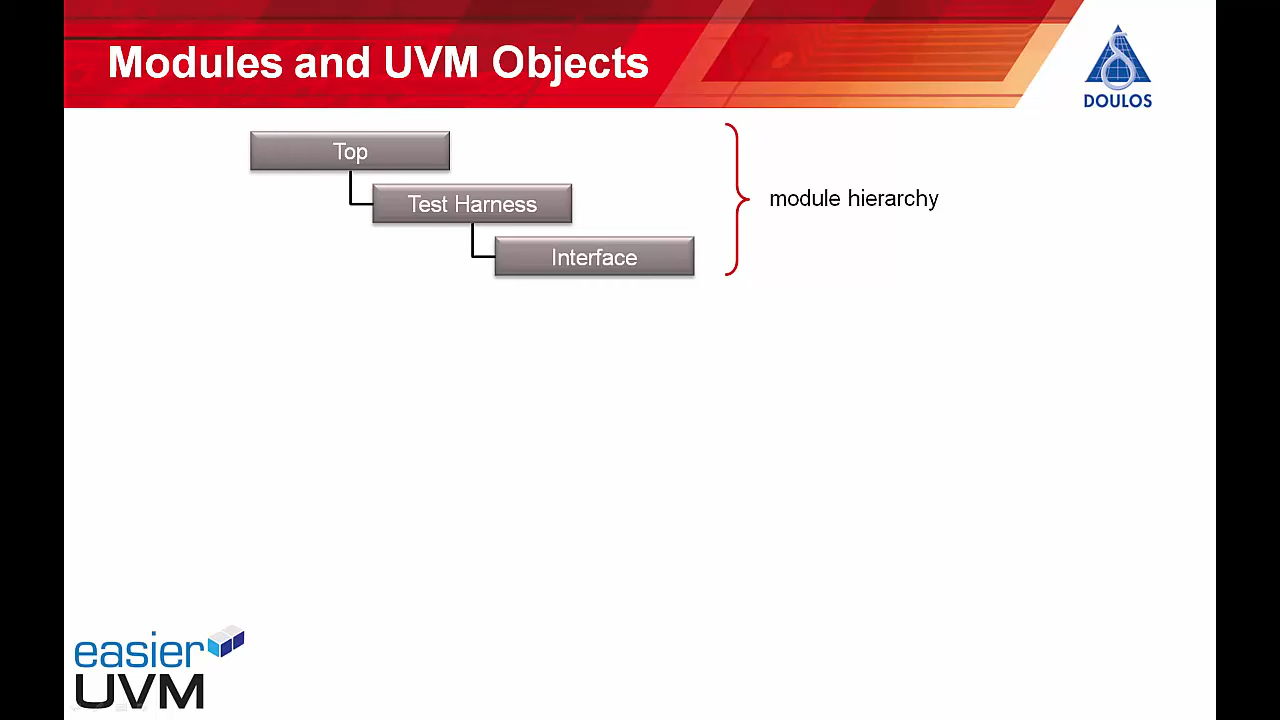 Modules and UVM Objects
DOULOS
Top
Test Harness
Interface
module hierarchy
easier
UVM